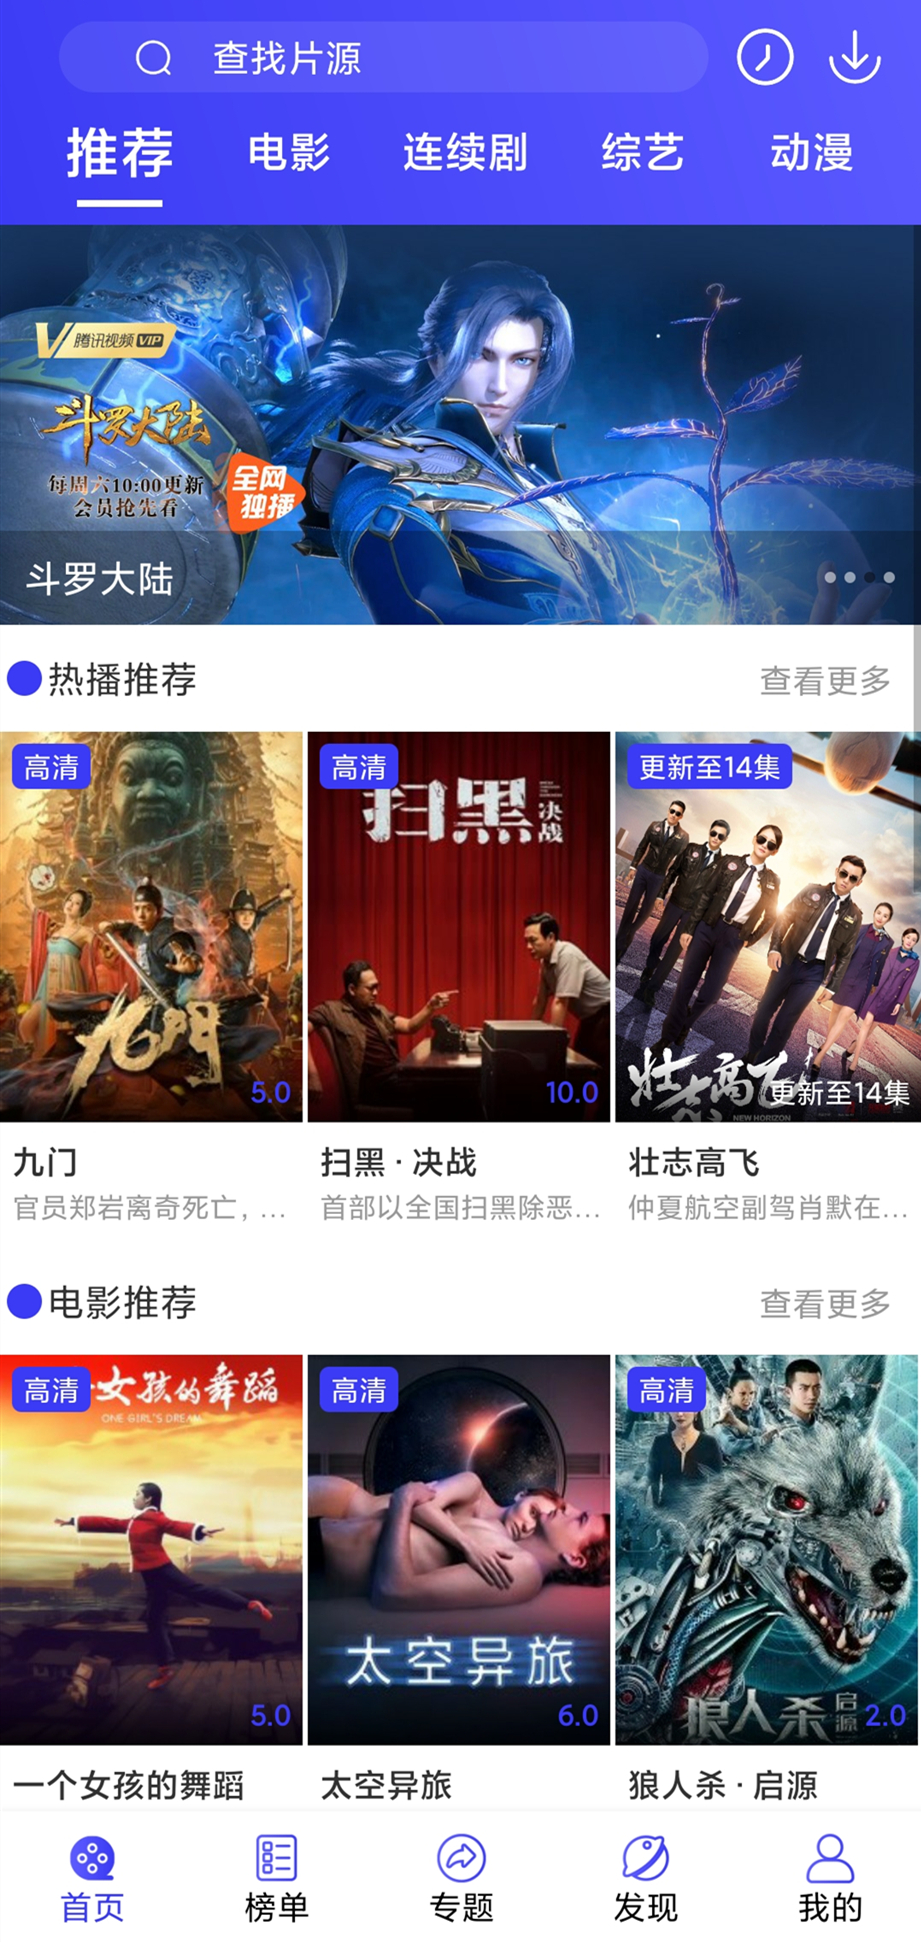 查找片源
推荐 电影 连续剧 综艺 动漫
腾讯视频 VIP
斗罗大陆
每周六10:00更新
会员抢先看
全网
独播
斗罗大陆
热播推荐 查看更多
高清
九门
5.0
高清
扫黑
决战
10.0
更新至14集
壮志高飞
NEW HORIZON
更新至14集
九门 扫黑·决战 壮志高飞
官员郑岩离奇死亡，... 首部以全国扫黑除恶... 仲夏航空副驾肖默在...
电影推荐 查看更多
高清
女孩的舞蹈
ONE GIRL'S DREAM
5.0
高清
太空异旅
6.0
高清
狼人杀
启源
2.0
一个女孩的舞蹈 太空异旅 狼人杀·启源
首页 榜单 专题 发现 我的